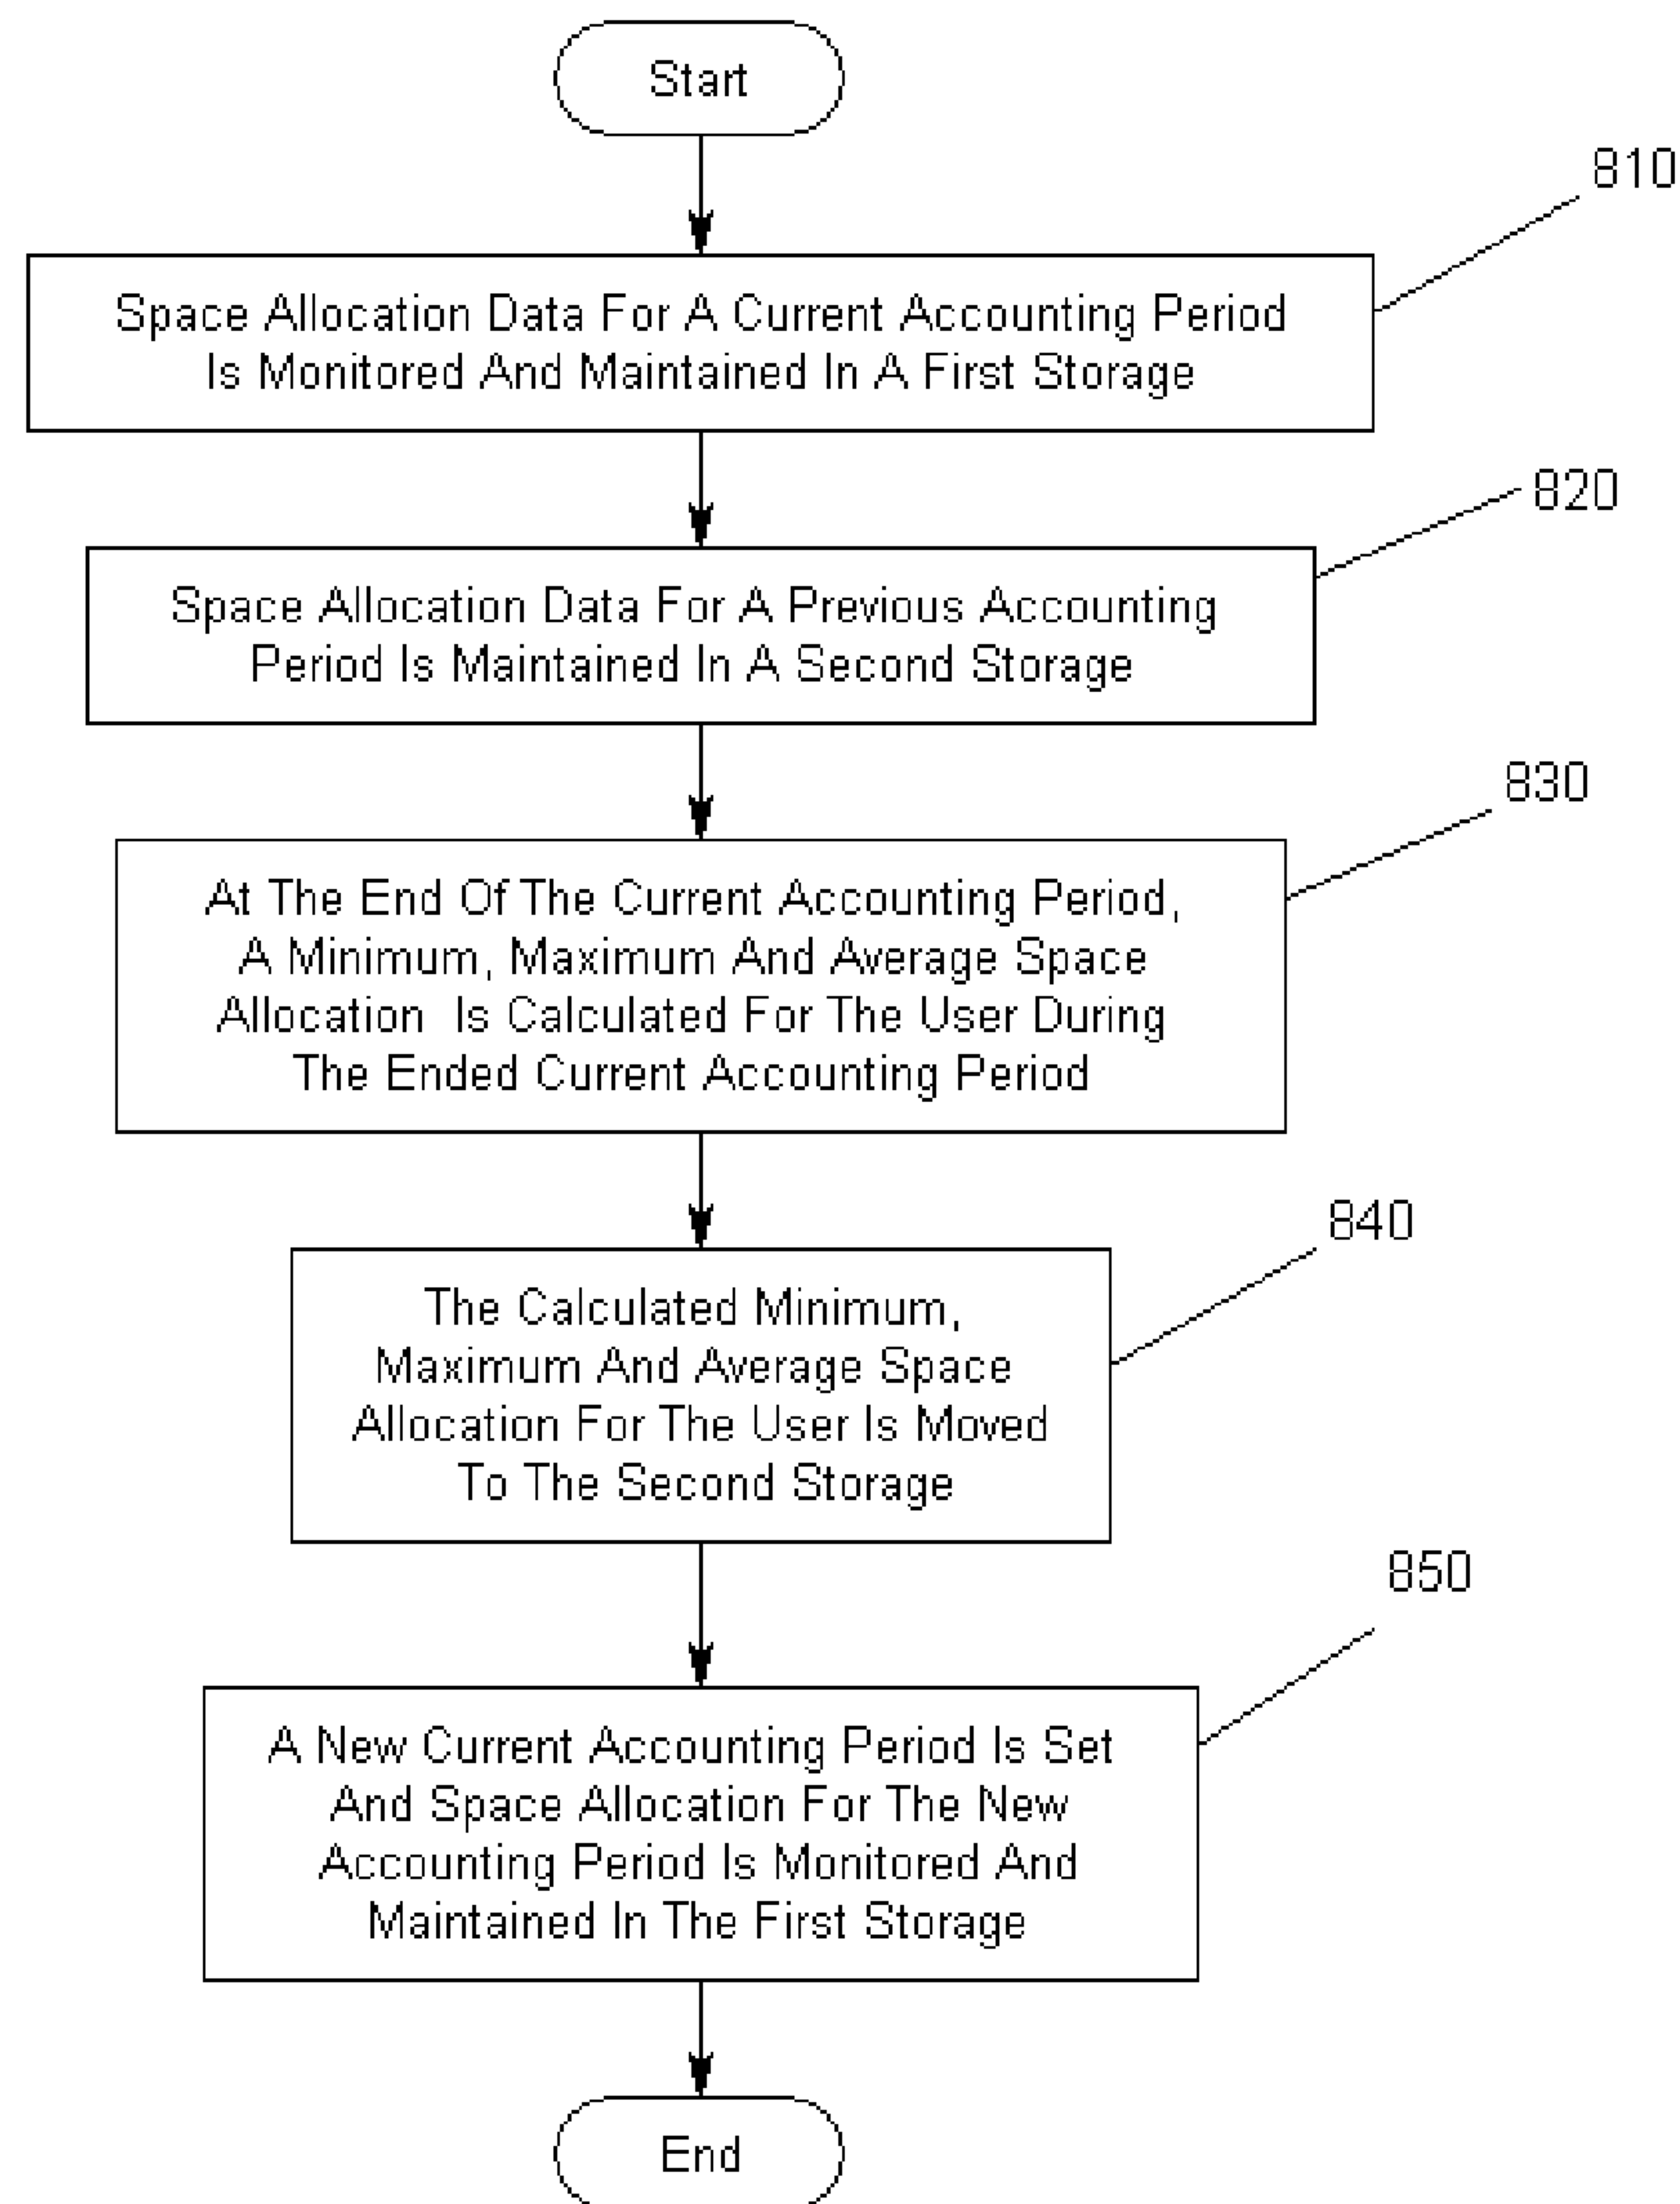 Start
810
Space Allocation Data For A Current Accounting Period
Is Monitored And Maintained In A First Storage
820
Space Allocation Data For A Previous Accounting
Period Is Maintained In A Second Storage
830
At The End Of The Current Accounting Period,
A Minimum, Maximum And Average Space
Allocation Is Calculated For The User During
The Ended Current Accounting Period
840
The Calculated Minimum,
Maximum And Average Space
Allocation For The User Is Moved
To The Second Storage
850
A New Current Accounting Period Is Set
And Space Allocation For The New
Accounting Period Is Monitored And
Maintained In The First Storage
End